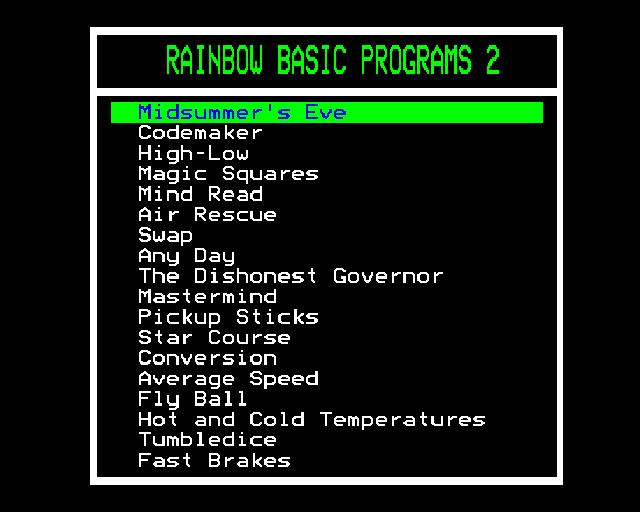 RAINBOW BASIC PROGRAMS 2
Midsummer's Eve
Codemaker
High-Low
Magic Squares
Mind Read
Air Rescue
Swap
Any Day
The Dishonest Governor
Mastermind
Pickup Sticks
Star Course
Conversion
Average Speed
Fly Ball
Hot and Cold Temperatures
Tumbledice
Fast Brakes